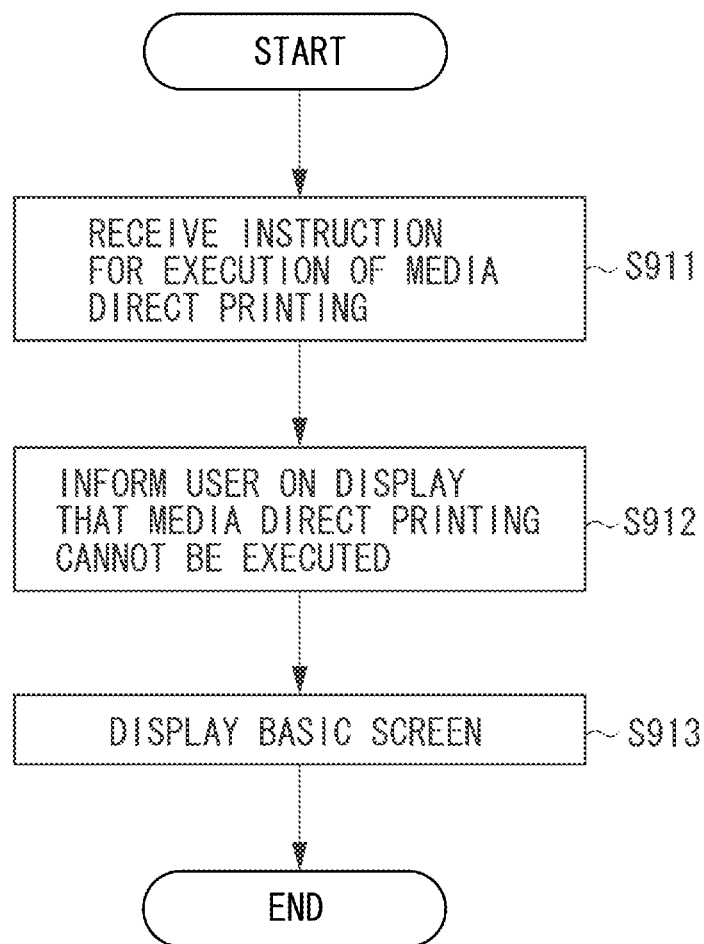 START
RECEIVE INSTRUCTION
FOR EXECUTION OF MEDIA
DIRECT PRINTING
S911
INFORM USER ON DISPLAY
THAT MEDIA DIRECT PRINTING
CANNOT BE EXECUTED
S912
DISPLAY BASIC SCREEN
S913
END